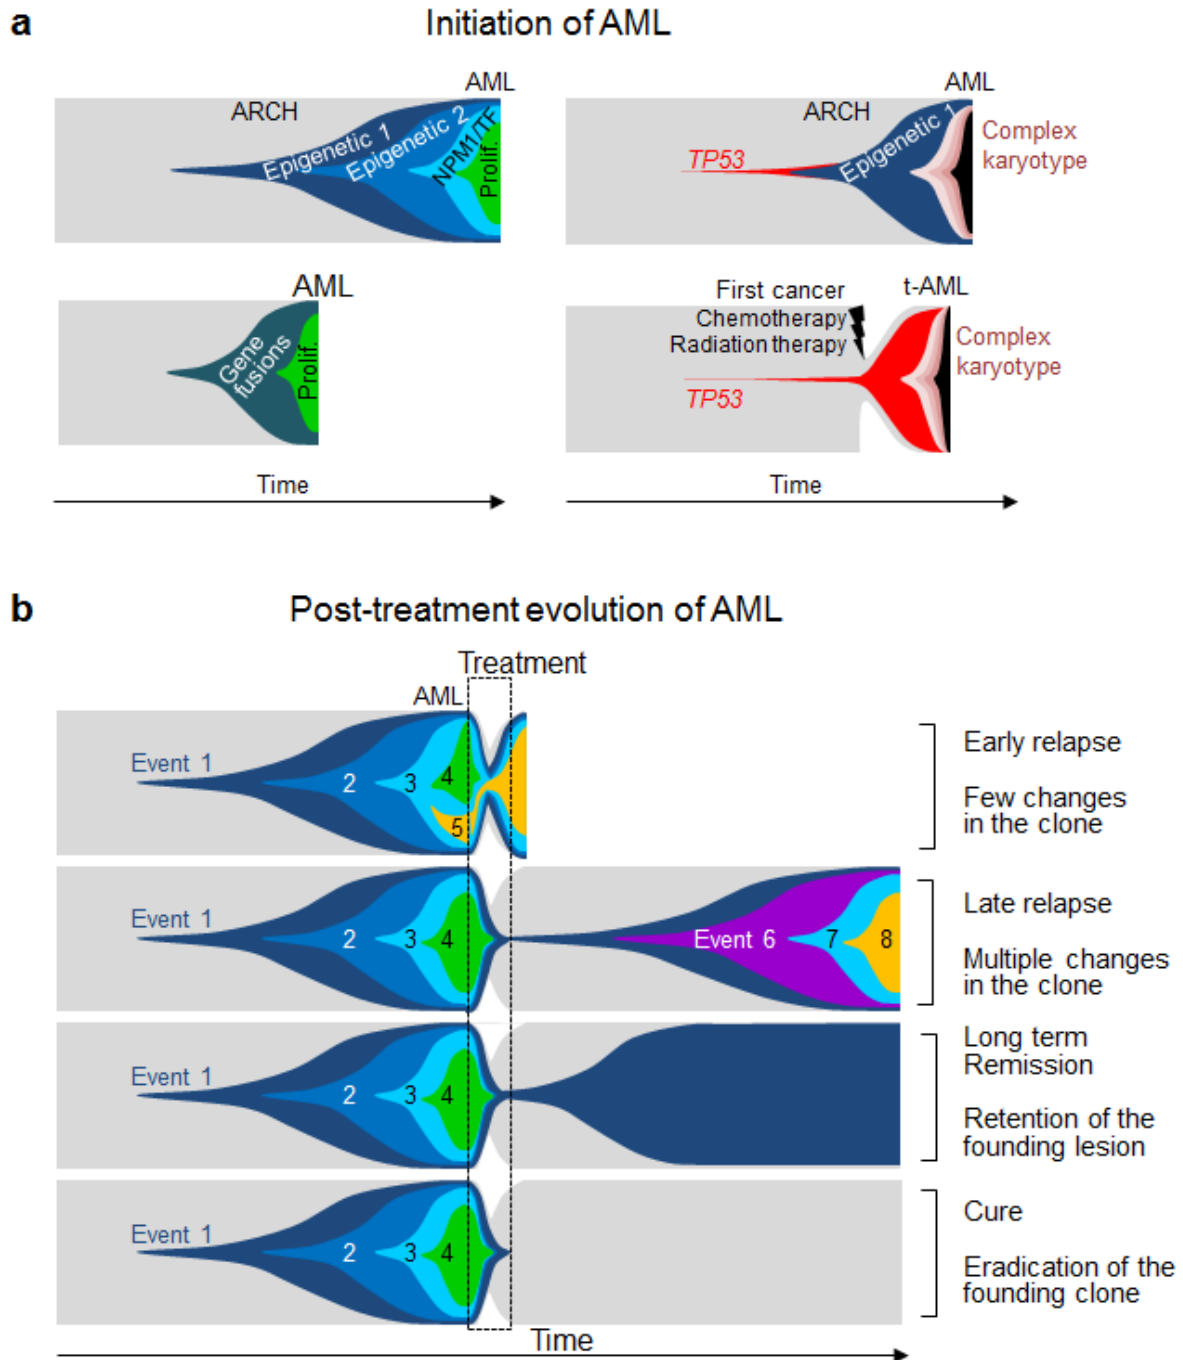 a
Initiation of AML
AML
ARCH
Epigenetic 1
Epigenetic 2
NPM1/TF
Prolif.
AML
ARCH
TP53
Epigenetic 1
Complex
karyotype
AML
Gene
fusions
Prolif.
First cancer
Chemotherapy
Radiation therapy
t-AML
TP53
Complex
karyotype
Time
Time
b
Post-treatment evolution of AML
Treatment
AML
Event 1
2
3
4
5
Early relapse
Few changes
in the clone
Event 1
2
3
4
Event 6
7
8
Late relapse
Multiple changes
in the clone
Event 1
2
3
4
Long term
Remission
Retention of the
founding lesion
Event 1
2
3
4
Cure
Eradication of the
founding clone
Time